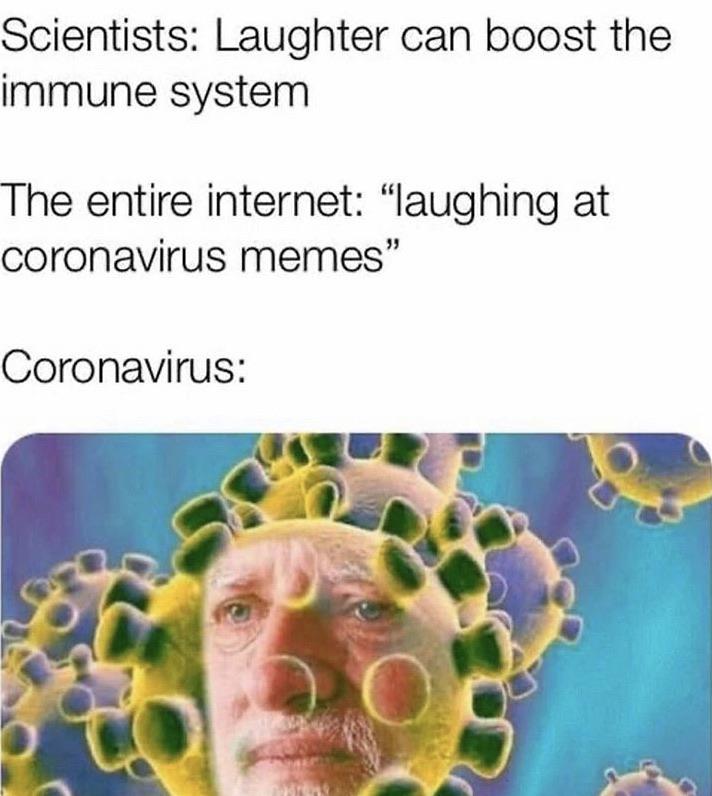 Scientists: Laughter can boost the
immune system
The entire internet: “laughing at
coronavirus memes”
Coronavirus: